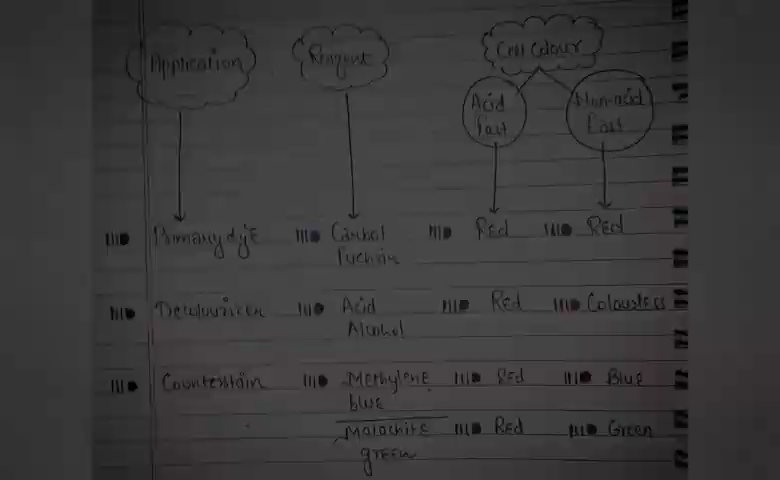 Application Reagent Cell Colour
Acid
fast
Non-acid
fast
Primary dye Carbol Red Red
Fuchsin
Decolourizer Acid Red Colourless
Alcohol
Counterstain Methylene Red Blue
blue
Malachite Red Green
green